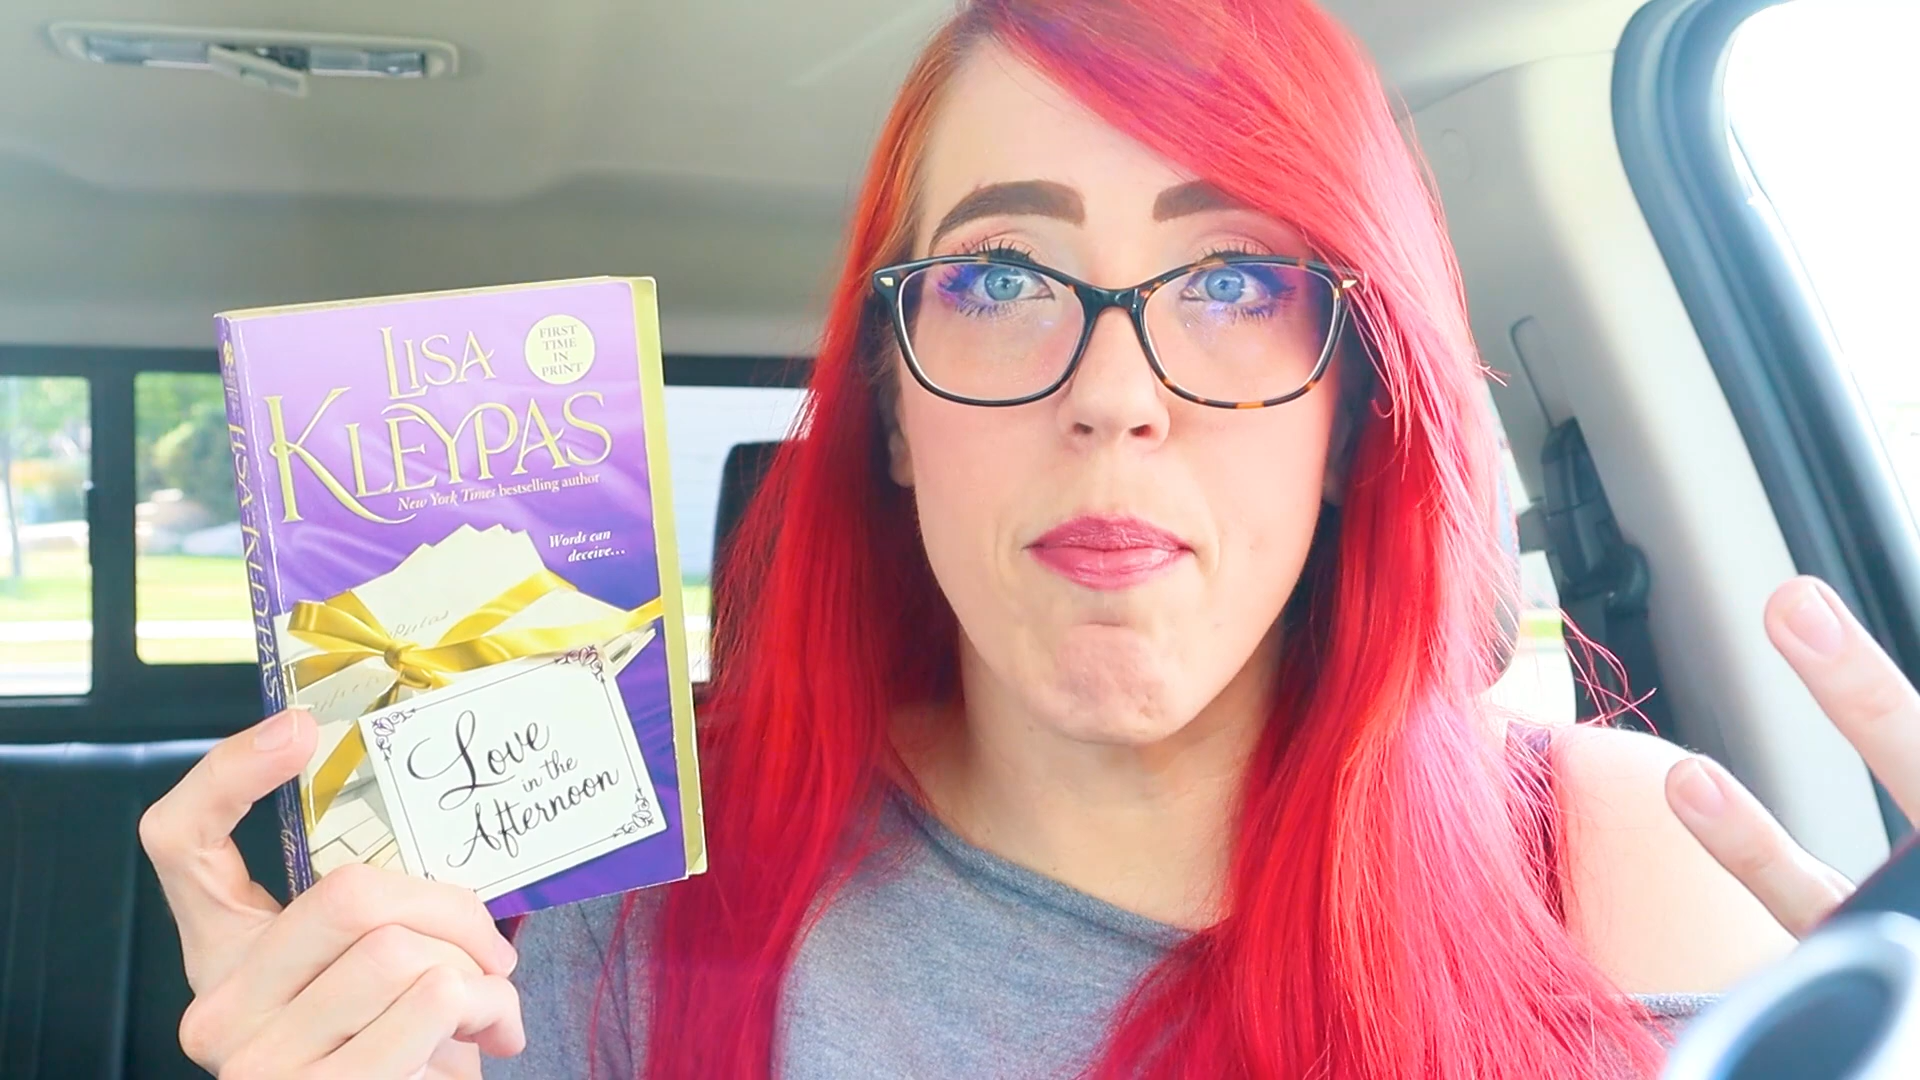 LISA
KLEYPAS
New York Times bestselling author
FIRST
TIME
IN
PRINT
Words can
deceive...
Love
in the
Afternoon
LISA KLEYPAS